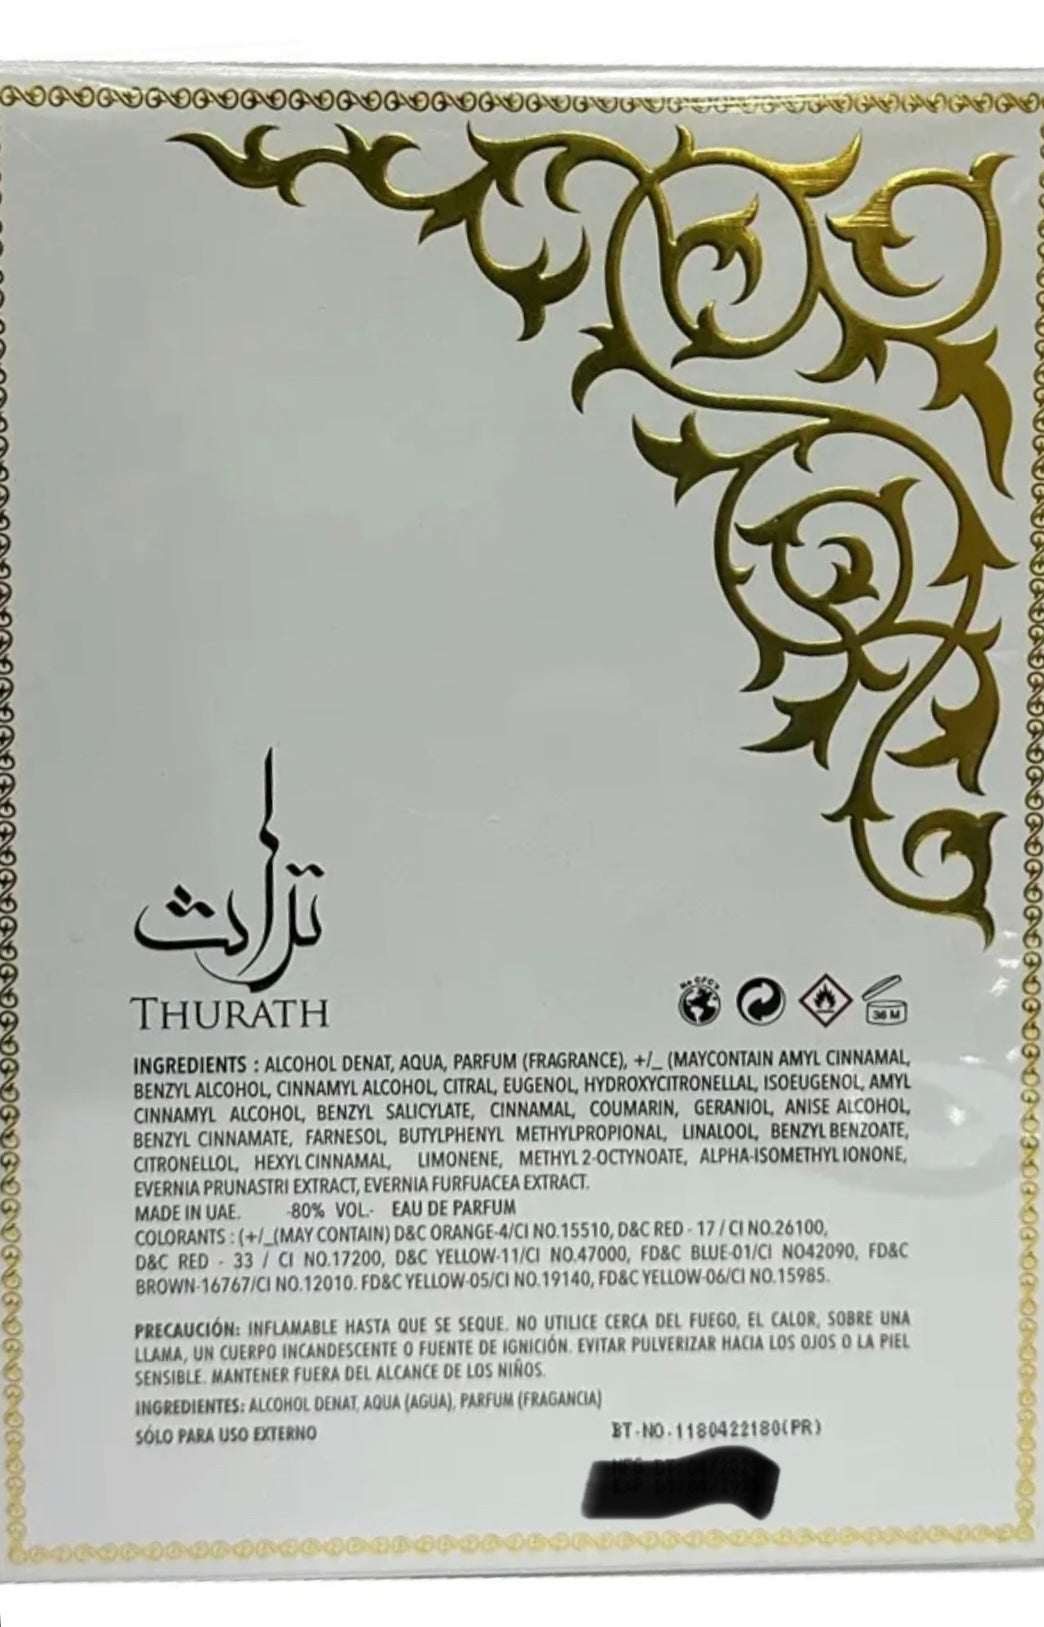 تراث
THURATH
No CFC's
36 M
INGREDIENTS : ALCOHOL DENAT, AQUA, PARFUM (FRAGRANCE), +/_ (MAYCONTAIN AMYL CINNAMAL,
BENZYL ALCOHOL, CINNAMYL ALCOHOL, CITRAL, EUGENOL, HYDROXYCITRONELLAL, ISOEUGENOL, AMYL
CINNAMYL ALCOHOL, BENZYL SALICYLATE, CINNAMAL, COUMARIN, GERANIOL, ANISE ALCOHOL,
BENZYL CINNAMATE, FARNESOL, BUTYLPHENYL METHYLPROPIONAL, LINALOOL, BENZYL BENZOATE,
CITRONELLOL, HEXYL CINNAMAL, LIMONENE, METHYL 2-OCTYNOATE, ALPHA-ISOMETHYL IONONE,
EVERNIA PRUNASTRI EXTRACT, EVERNIA FURFUACEA EXTRACT.
MADE IN UAE. -80% VOL.- EAU DE PARFUM
COLORANTS : (+/_(MAY CONTAIN) D&C ORANGE-4/CI NO.15510, D&C RED - 17 / CI NO.26100,
D&C RED - 33 / CI NO.17200, D&C YELLOW-11/CI NO.47000, FD&C BLUE-01/CI NO42090, FD&C
BROWN-16767/CI NO.12010. FD&C YELLOW-05/CI NO.19140, FD&C YELLOW-06/CI NO.15985.
PRECAUCIÓN: INFLAMABLE HASTA QUE SE SEQUE. NO UTILICE CERCA DEL FUEGO, EL CALOR, SOBRE UNA
LLAMA, UN CUERPO INCANDESCENTE O FUENTE DE IGNICIÓN. EVITAR PULVERIZAR HACIA LOS OJOS O LA PIEL
SENSIBLE. MANTENER FUERA DEL ALCANCE DE LOS NIÑOS.
INGREDIENTES: ALCOHOL DENAT, AQUA (AGUA), PARFUM (FRAGANCIA)
SÓLO PARA USO EXTERNO
BT-NO.1180422180(PR)